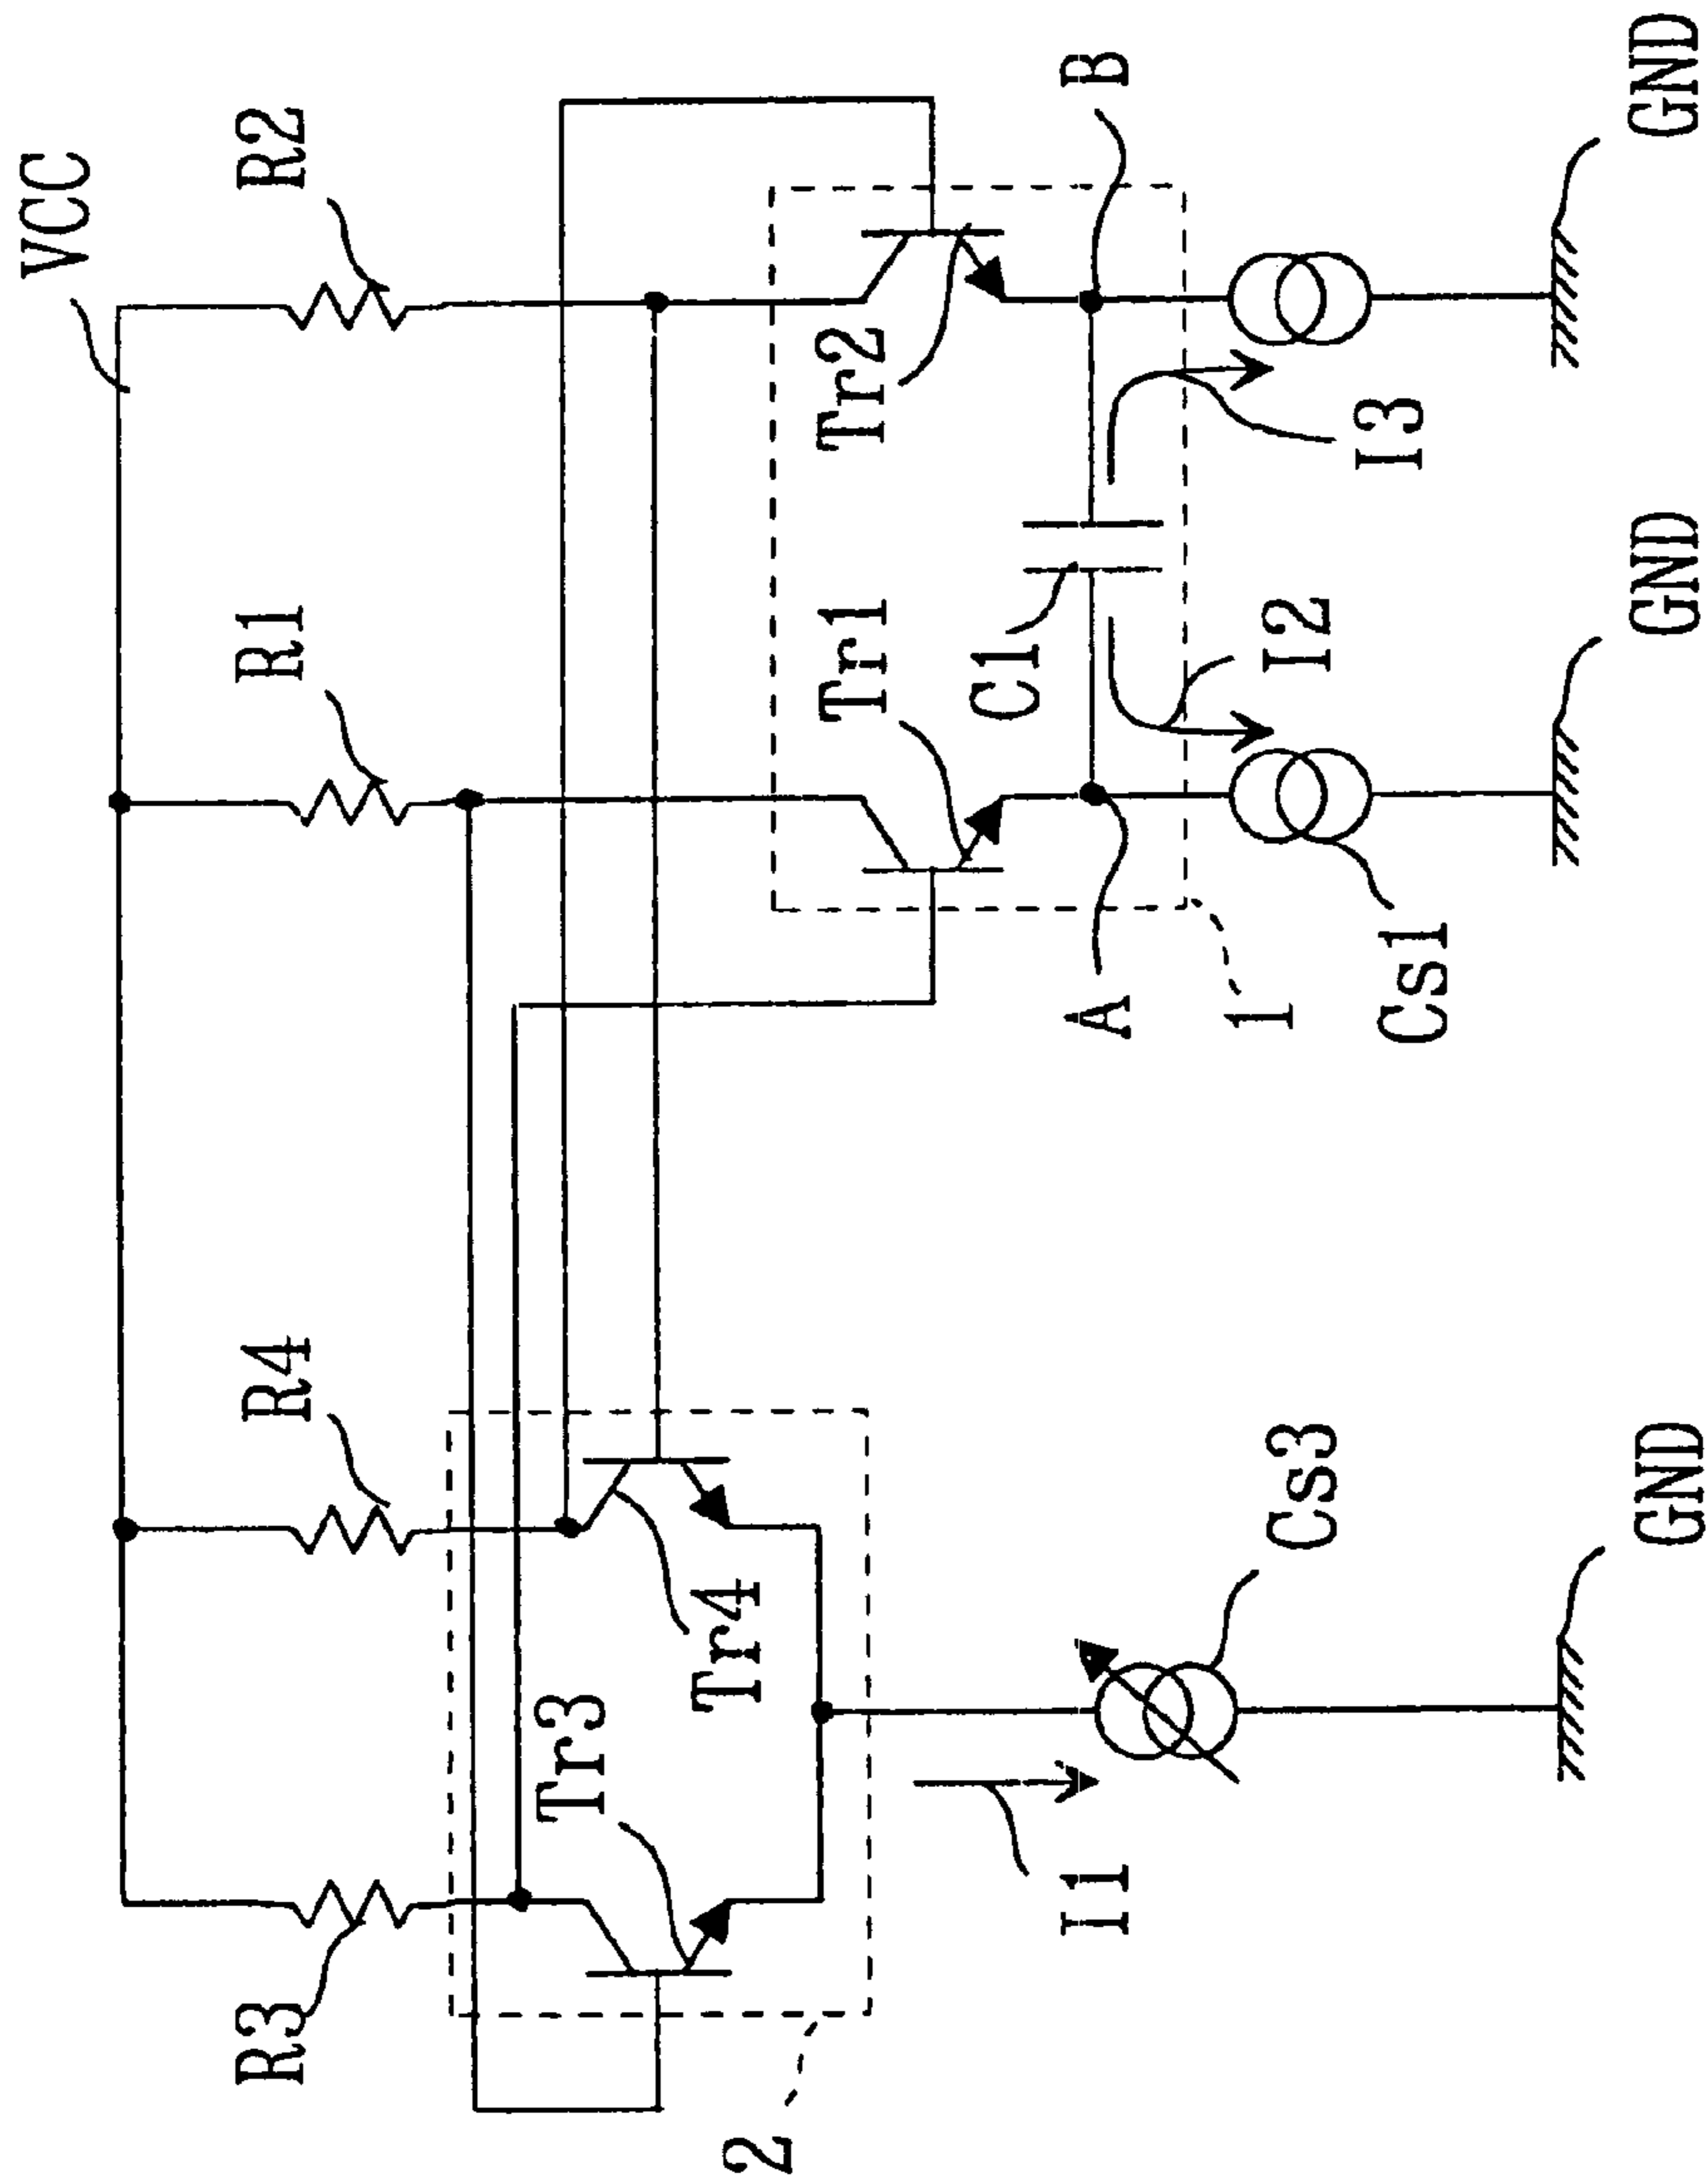 VCC
R3
R4
R1
R2
Tr3
Tr4
Tr1
Tr2
C1
2
I1
A
B
1
I2
I3
Cs3
Cs1
GND
GND
GND